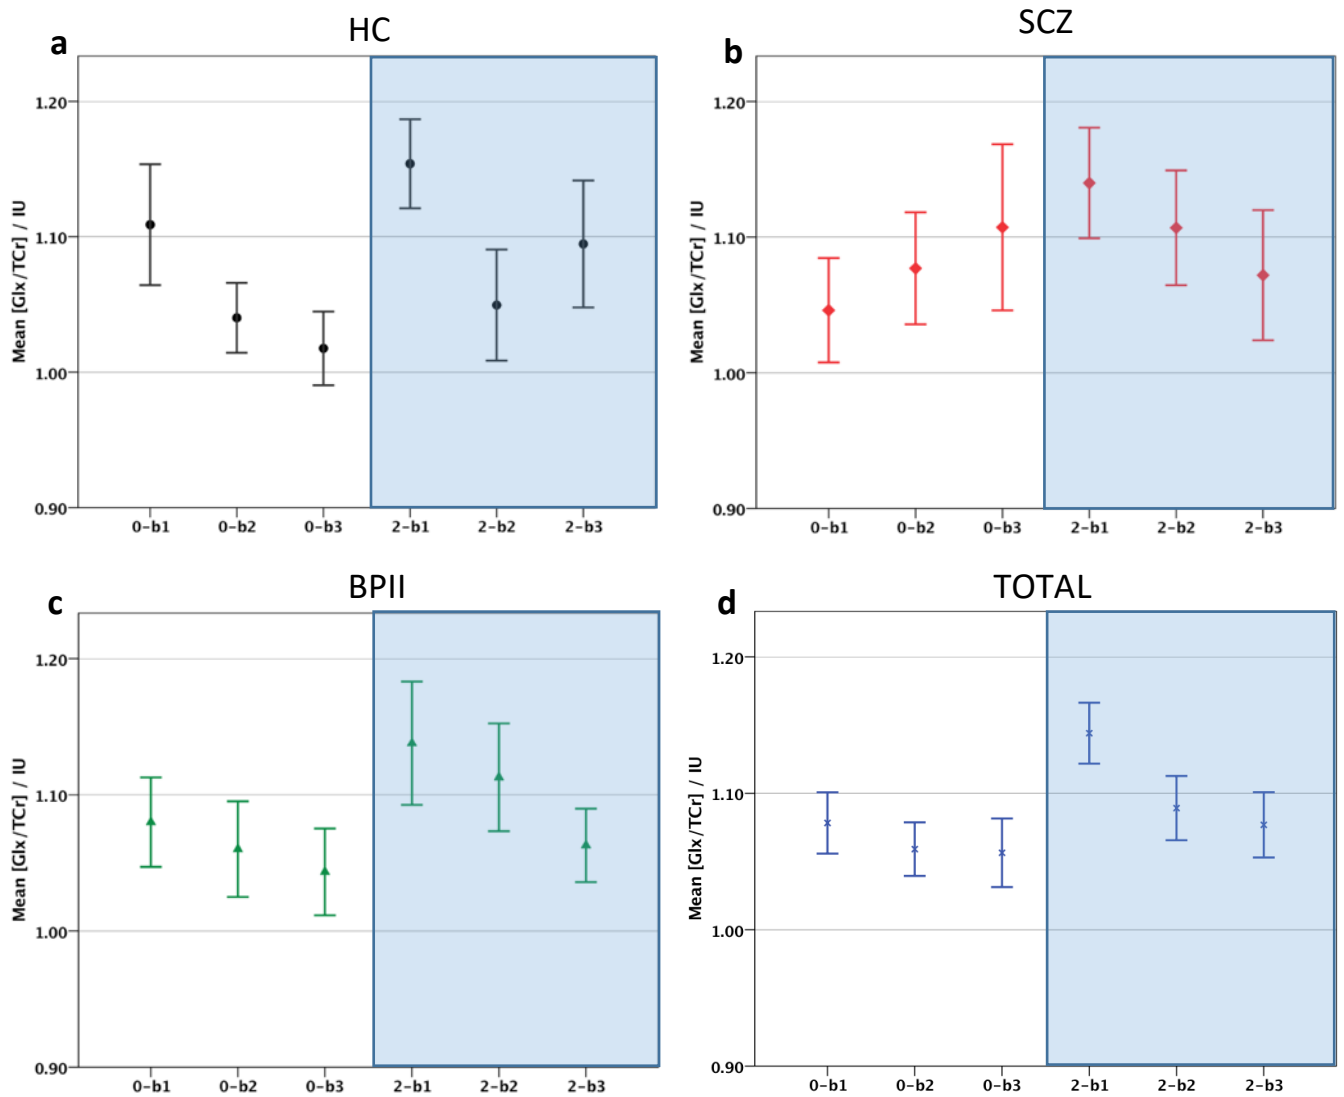 a
HC
Mean [Glx/TCr] / IU
1.20
1.10
1.00
0.90
0-b1 0-b2 0-b3 2-b1 2-b2 2-b3
b
SCZ
Mean [Glx/TCr] / IU
1.20
1.10
1.00
0.90
0-b1 0-b2 0-b3 2-b1 2-b2 2-b3
c
BPII
Mean [Glx/TCr] / IU
1.20
1.10
1.00
0.90
0-b1 0-b2 0-b3 2-b1 2-b2 2-b3
d
TOTAL
Mean [Glx/TCr] / IU
1.20
1.10
1.00
0.90
0-b1 0-b2 0-b3 2-b1 2-b2 2-b3